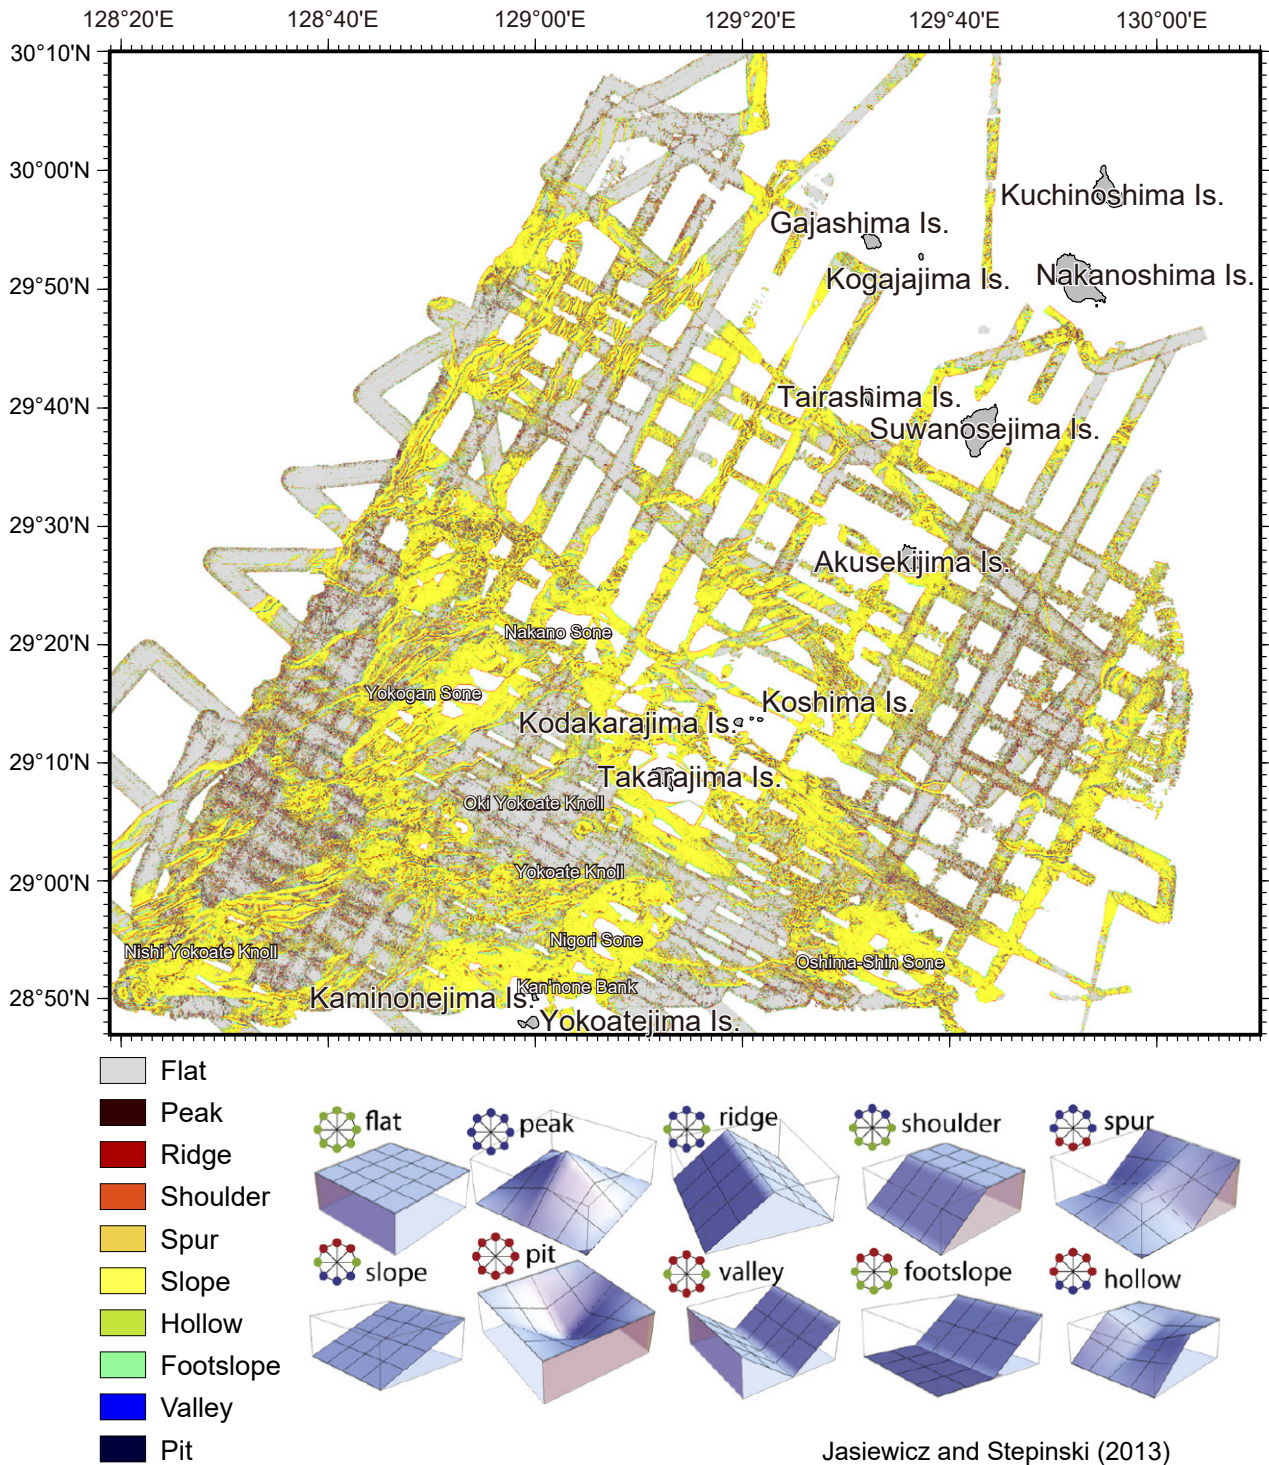 128°20'E 128°40'E 129°00'E 129°20'E 129°40'E 130°00'E
30°10'N
30°00'N
Kuchinoshima Is.
Gajashima Is.
29°50'N
Kogajajima Is.
Nakanoshima Is.
29°40'N
Tairashima Is.
Suwanosejima Is.
29°30'N
Akusekijima Is.
29°20'N
Nakano Sone
Yokogan Sone
Koshima Is.
Kodakarajima Is.
29°10'N
Takarajima Is.
Oki Yokoate Knoll
29°00'N
Yokoate Knoll
Nigori Sone
Nishi Yokoate Knoll
Oshima-Shin Sone
Kan'none Bank
28°50'N
Kaminonejima Is.
Yokoatejima Is.
Flat
Peak
Ridge
Shoulder
Spur
Slope
Hollow
Footslope
Valley
Pit
flat
peak
ridge
shoulder
spur
slope
pit
valley
footslope
hollow
Jasiewicz and Stepinski (2013)